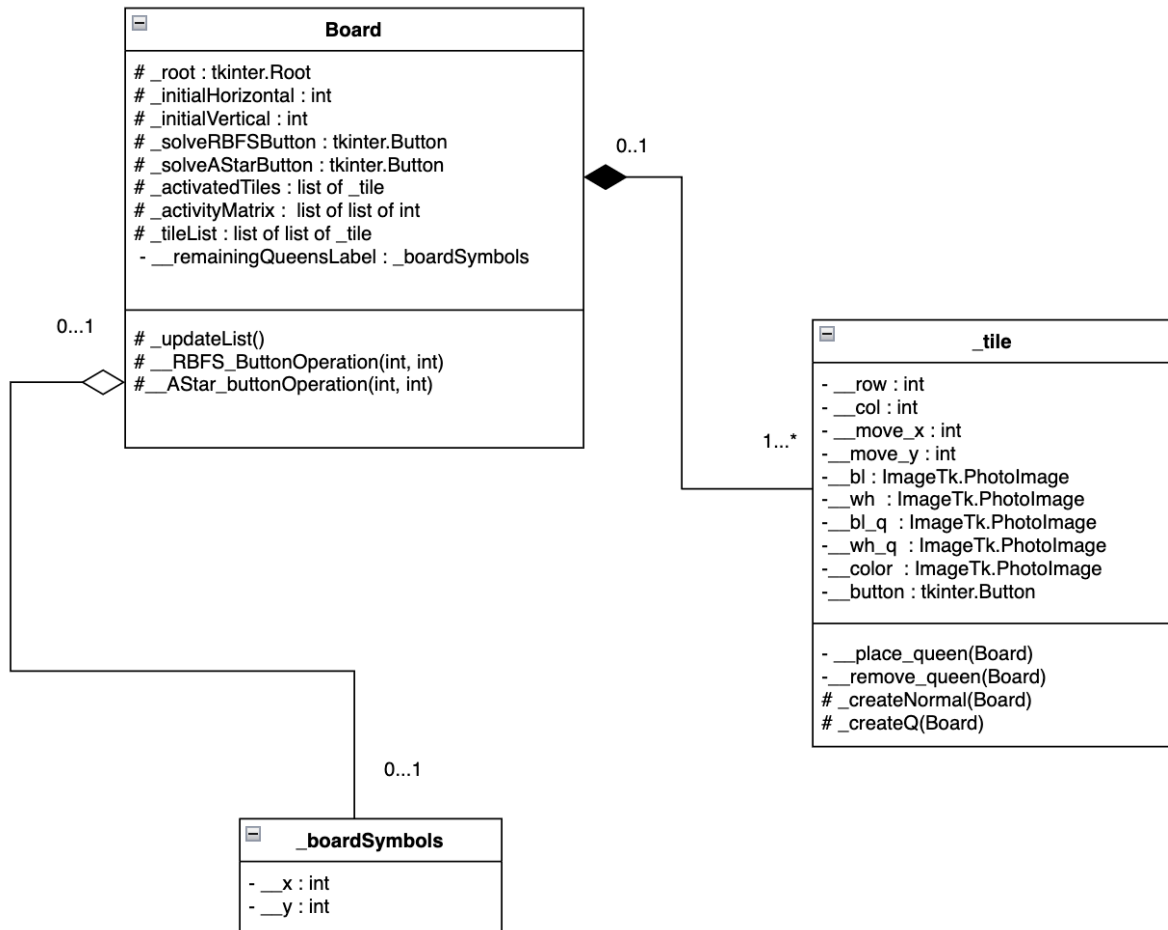 Board
# _root : tkinter.Root
# _initialHorizontal : int
# _initialVertical : int
# _solveRBFSButton : tkinter.Button
# _solveAStarButton : tkinter.Button
# _activatedTiles : list of _tile
# _activityMatrix :  list of list of int
# _tileList : list of list of _tile
- __remainingQueensLabel : _boardSymbols
# _updateList()
# __RBFS_ButtonOperation(int, int)
#__AStar_buttonOperation(int, int)
0..1
0...1
1...*
_tile
- __row : int
- __col : int
- __move_x : int
-__move_y : int
-__bl : ImageTk.PhotoImage
-__wh  : ImageTk.PhotoImage
-__bl_q  : ImageTk.PhotoImage
-__wh_q  : ImageTk.PhotoImage
-__color  : ImageTk.PhotoImage
-__button : tkinter.Button
- __place_queen(Board)
-__remove_queen(Board)
# _createNormal(Board)
# _createQ(Board)
0...1
_boardSymbols
- __x : int
- __y : int